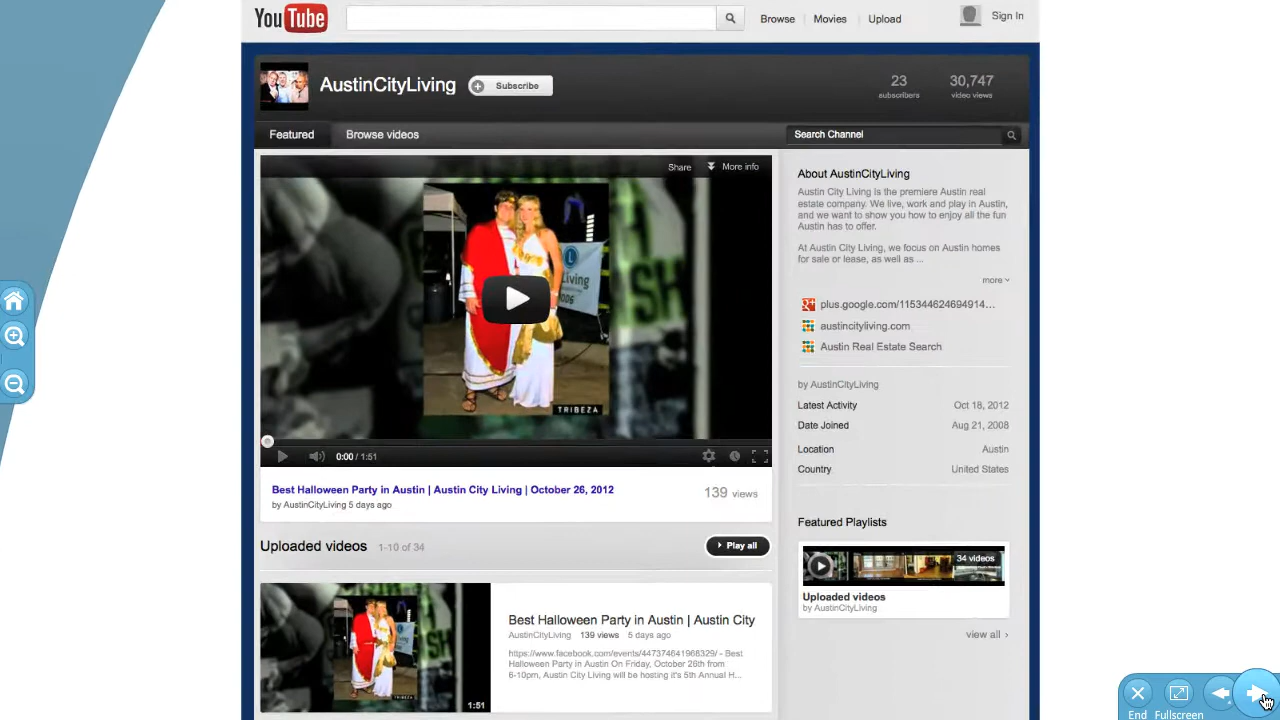 YouTube
Browse
Movies
Upload
Sign In
AustinCityLiving
Subscribe
23
subscribers
30,747
video views
Featured
Browse videos
Search Channel
Share
More info
L
Living
TRIBEZA
0:00 / 1:51
Best Halloween Party in Austin | Austin City Living | October 26, 2012
by AustinCityLiving 5 days ago
139 views
Uploaded videos 1-10 of 34
Play all
1:51
Best Halloween Party in Austin | Austin City
AustinCityLiving 139 views 5 days ago
https://www.facebook.com/events/447374641968329/ - Best
Halloween Party in Austin On Friday, October 26th from
6-10pm, Austin City Living will be hosting it's 5th Annual H...
About AustinCityLiving
Austin City Living is the premiere Austin real
estate company. We live, work and play in Austin,
and we want to show you how to enjoy all the fun
Austin has to offer.
At Austin City Living, we focus on Austin homes
for sale or lease, as well as ...
more
plus.google.com/115344624694914...
austincityliving.com
Austin Real Estate Search
by AustinCityLiving
Latest Activity Oct 18, 2012
Date Joined Aug 21, 2008
Location Austin
Country United States
Featured Playlists
34 videos
Uploaded videos
by AustinCityLiving
view all ›
End
Fullscreen